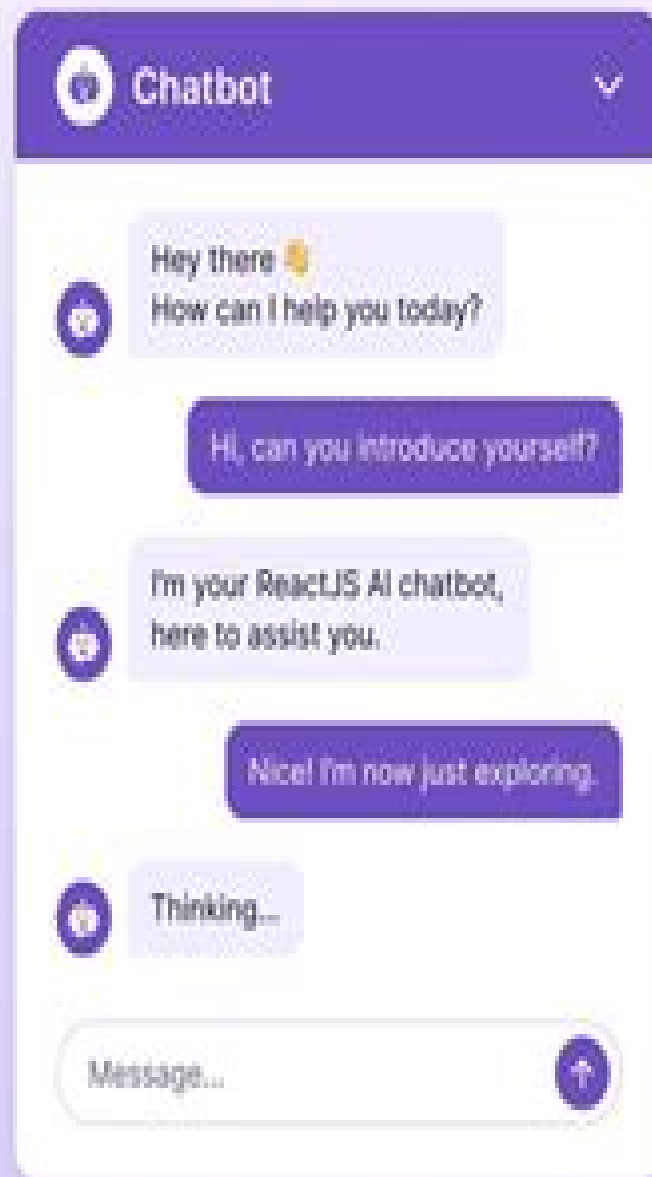 Chatbot
Hey there 👋
How can I help you today?
Hi, can you introduce yourself?
I'm your ReactJS AI chatbot,
here to assist you.
Nice! I'm now just exploring.
Thinking...
Message...